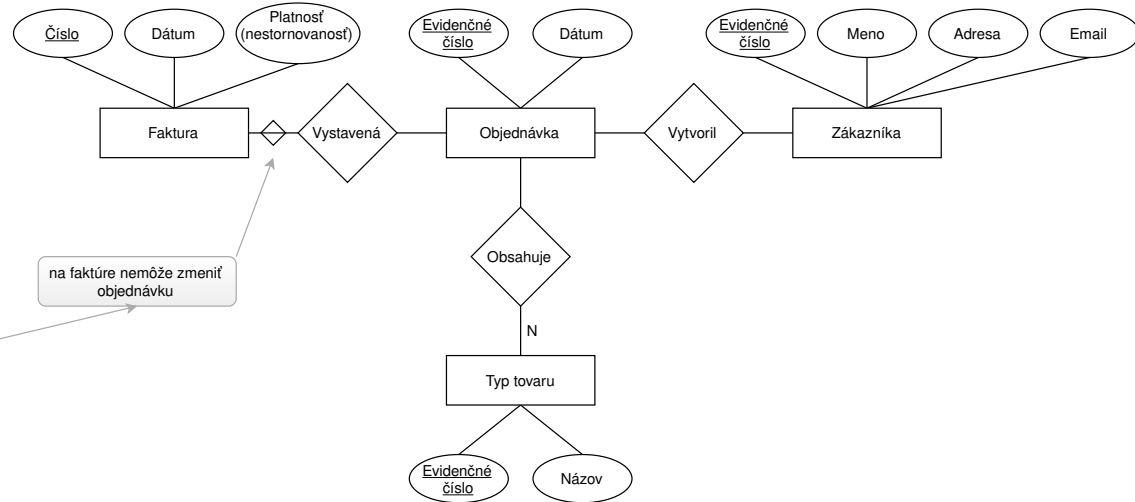 Číslo
Dátum
Platnosť
(nestornovanosť)
Evidenčné
číslo
Dátum
Evidenčné
číslo
Meno
Adresa
Email
Faktura
Vystavená
Objednávka
Vytvoril
Zákazníka
na faktúre nemôže zmeniť
objednávku
Obsahuje
N
Typ tovaru
Evidenčné
číslo
Názov